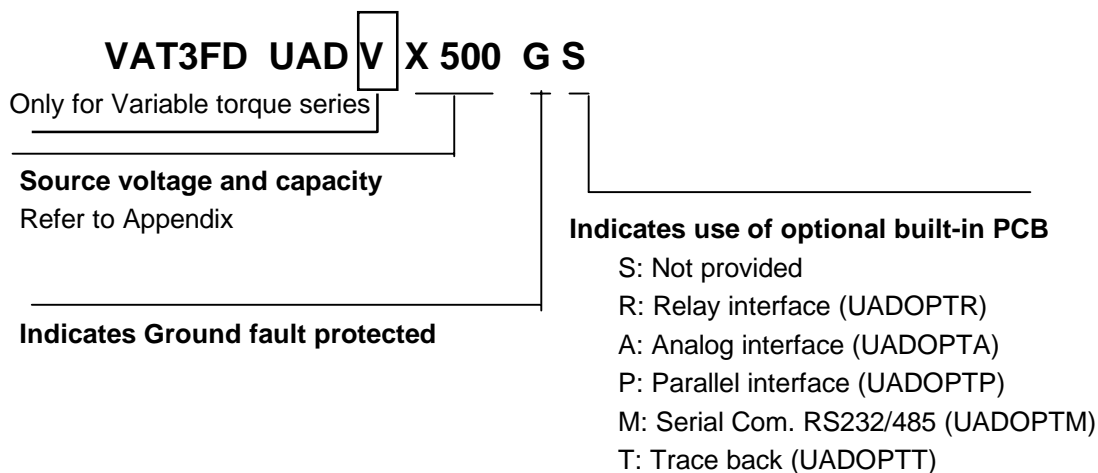 VAT3FD UAD V X 500 G S
Only for Variable torque series
Source voltage and capacity
Refer to Appendix
Indicates Ground fault protected
Indicates use of optional built-in PCB
S: Not provided
R: Relay interface (UADOPTR)
A: Analog interface (UADOPTA)
P: Parallel interface (UADOPTP)
M: Serial Com. RS232/485 (UADOPTM)
T: Trace back (UADOPTT)